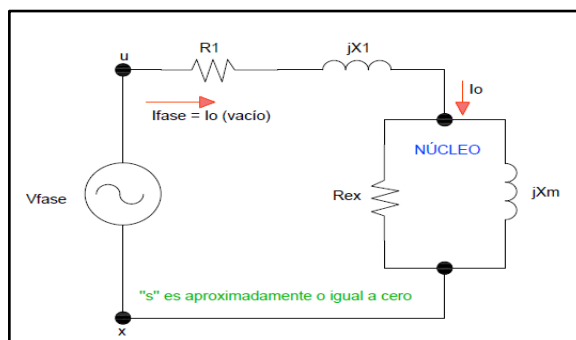 u
R1
jX1
Io
Ifase = Io (vacío)
NÚCLEO
Vfase
Rex
jXm
"s" es aproximadamente o igual a cero
x